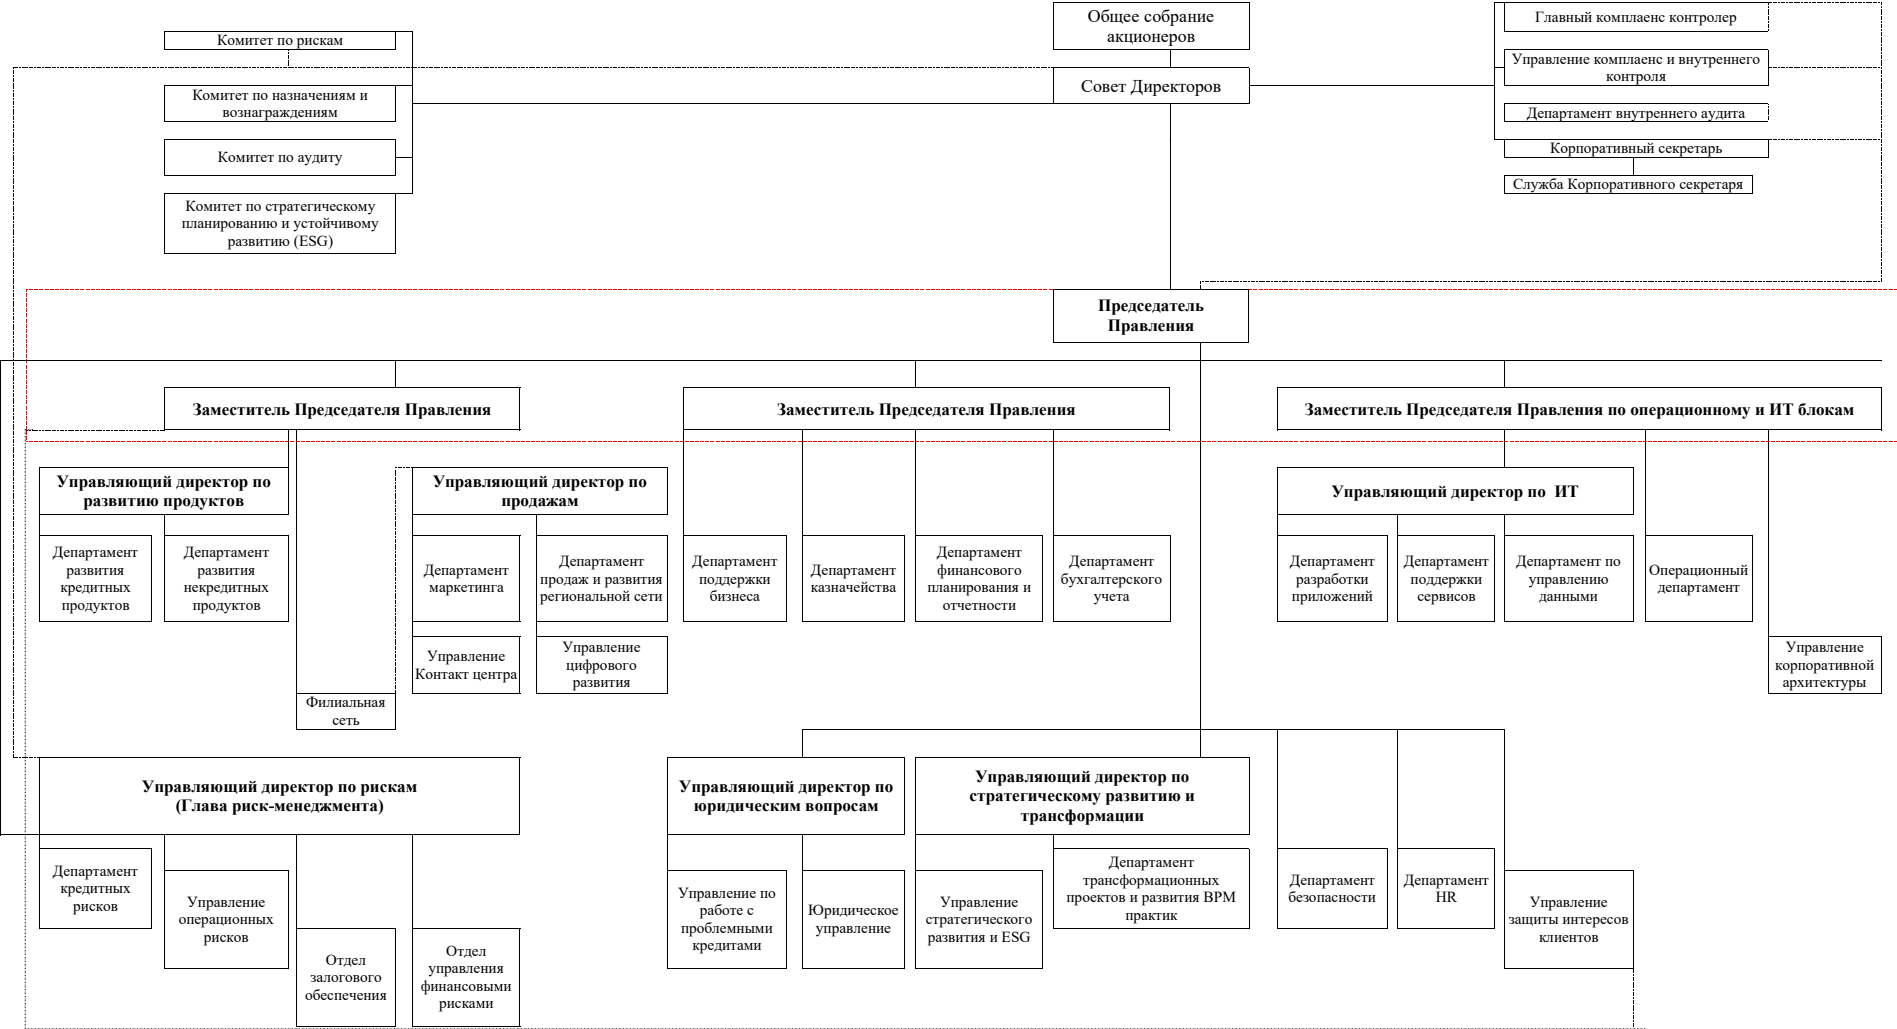 Общее собрание
акционеров
Главный комплаенс контролер
Комитет по рискам
Управление комплаенс и внутреннего
контроля
Совет Директоров
Комитет по назначениям и
вознаграждениям
Департамент внутреннего аудита
Комитет по аудиту
Корпоративный секретарь
Служба Корпоративного секретаря
Комитет по стратегическому
планированию и устойчивому
развитию (ESG)
Председатель
Правления
Заместитель Председателя Правления
Заместитель Председателя Правления
Заместитель Председателя Правления по операционному и ИТ блокам
Управляющий директор по
развитию продуктов
Управляющий директор по
продажам
Управляющий директор по  ИТ
Департамент
развития
кредитных
продуктов
Департамент
развития
некредитных
продуктов
Департамент
маркетинга
Департамент
продаж и развития
региональной сети
Департамент
поддержки
бизнеса
Департамент
казначейства
Департамент
финансового
планирования и
отчетности
Департамент
бухгалтерского
учета
Департамент
разработки
приложений
Департамент
поддержки
сервисов
Департамент по
управлению
данными
Операционный
департамент
Управление
Контакт центра
Управление
цифрового
развития
Управление
корпоративной
архитектуры
Филиальная
сеть
Управляющий директор по рискам
(Глава риск-менеджмента)
Управляющий директор по
юридическим вопросам
Управляющий директор по
стратегическому развитию и
трансформации
Департамент
кредитных
рисков
Управление
операционных
рисков
Отдел
залогового
обеспечения
Отдел
управления
финансовыми
рисками
Управление по
работе с
проблемными
кредитами
Юридическое
управление
Управление
стратегического
развития и ESG
Департамент
трансформационных
проектов и развития BPM
практик
Департамент
безопасности
Департамент
HR
Управление
защиты интересов
клиентов